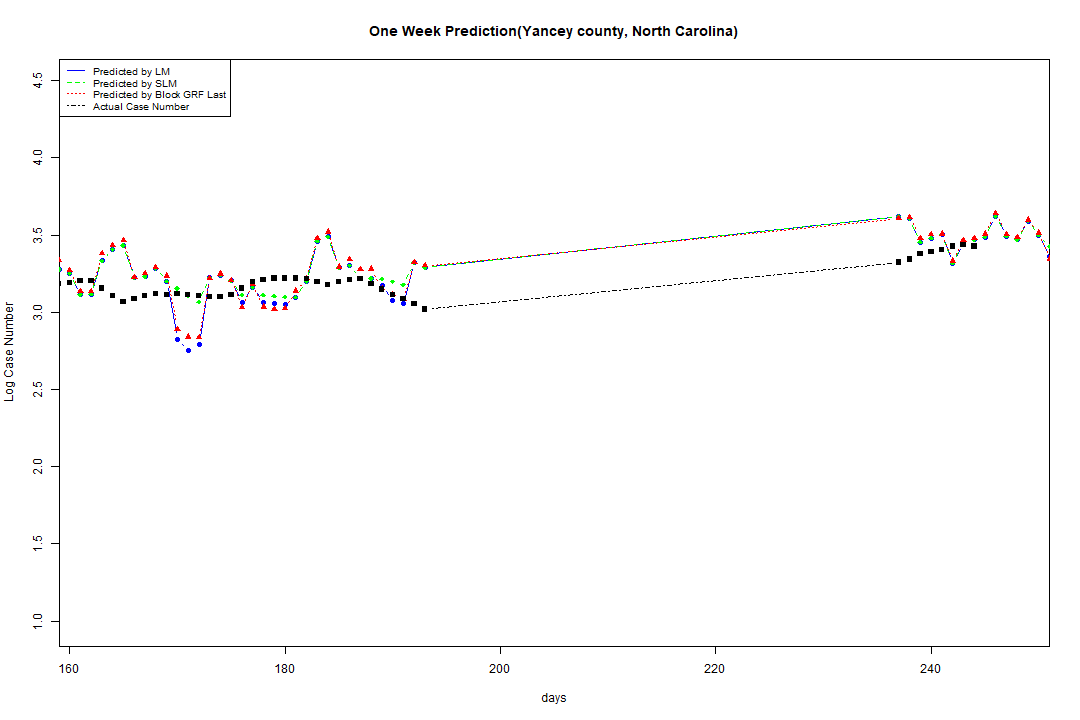 One Week Prediction(Yancey county, North Carolina)
Predicted by LM
Predicted by SLM
Predicted by Block GRF Last
Actual Case Number
4.5
4.0
3.5
3.0
2.5
2.0
1.5
1.0
Log Case Number
160 180 200 220 240
days